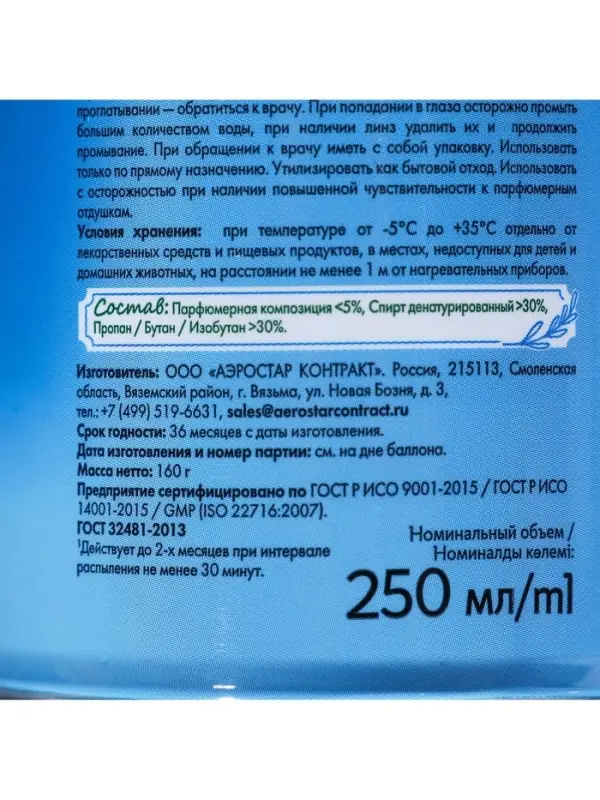 проглатывании — обратиться к врачу. При попадании в глаза осторожно промыть
большим количеством воды, при наличии линз удалить их и продолжить
промывание. При обращении к врачу иметь с собой упаковку. Использовать
только по прямому назначению. Утилизировать как бытовой отход. Использовать
с осторожностью при наличии повышенной чувствительности к парфюмерным
отдушкам.
Условия хранения: при температуре от -5°С до +35°С отдельно от
лекарственных средств и пищевых продуктов, в местах, недоступных для детей и
домашних животных, на расстоянии не менее 1 м от нагревательных приборов.
Состав: Парфюмерная композиция <5%, Спирт денатурированный >30%,
Пропан / Бутан / Изобутан >30%.
Изготовитель: ООО «АЭРОСТАР КОНТРАКТ». Россия, 215113, Смоленская
область, Вяземский район, г. Вязьма, ул. Новая Бозня, д. 3,
тел.: +7 (499) 519-6631, sales@aerostarcontract.ru
Срок годности: 36 месяцев с даты изготовления.
Дата изготовления и номер партии: см. на дне баллона.
Масса нетто: 160 г
Предприятие сертифицировано по ГОСТ Р ИСО 9001-2015 / ГОСТ Р ИСО
14001-2015 / GMP (ISO 22716:2007).
ГОСТ 32481-2013
¹Действует до 2-х месяцев при интервале
распыления не менее 30 минут.
Номинальный объем /
Номиналды көлемі:
250 мл/ml